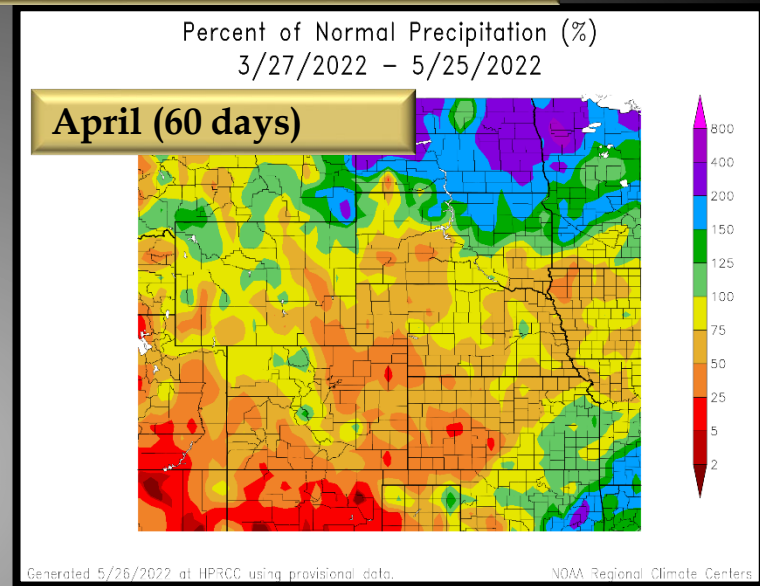 Percent of Normal Precipitation (%)
3/27/2022 – 5/25/2022
April (60 days)
800
400
200
150
125
100
75
50
25
5
2
Generated 5/26/2022 at HPRCC using provisional data.
NOAA Regional Climate Centers